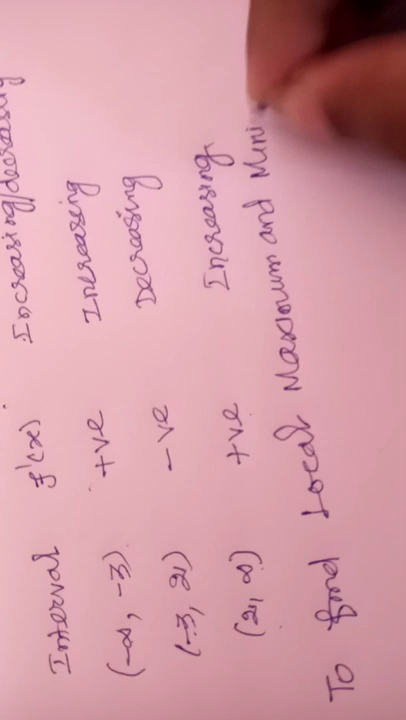 Interval f'(x) Increasing/decreasing
(-∞, -3) +ve Increasing
(-3, 2) -ve Decreasing
(2, ∞) +ve Increasing
To find Local Maximum and Mini